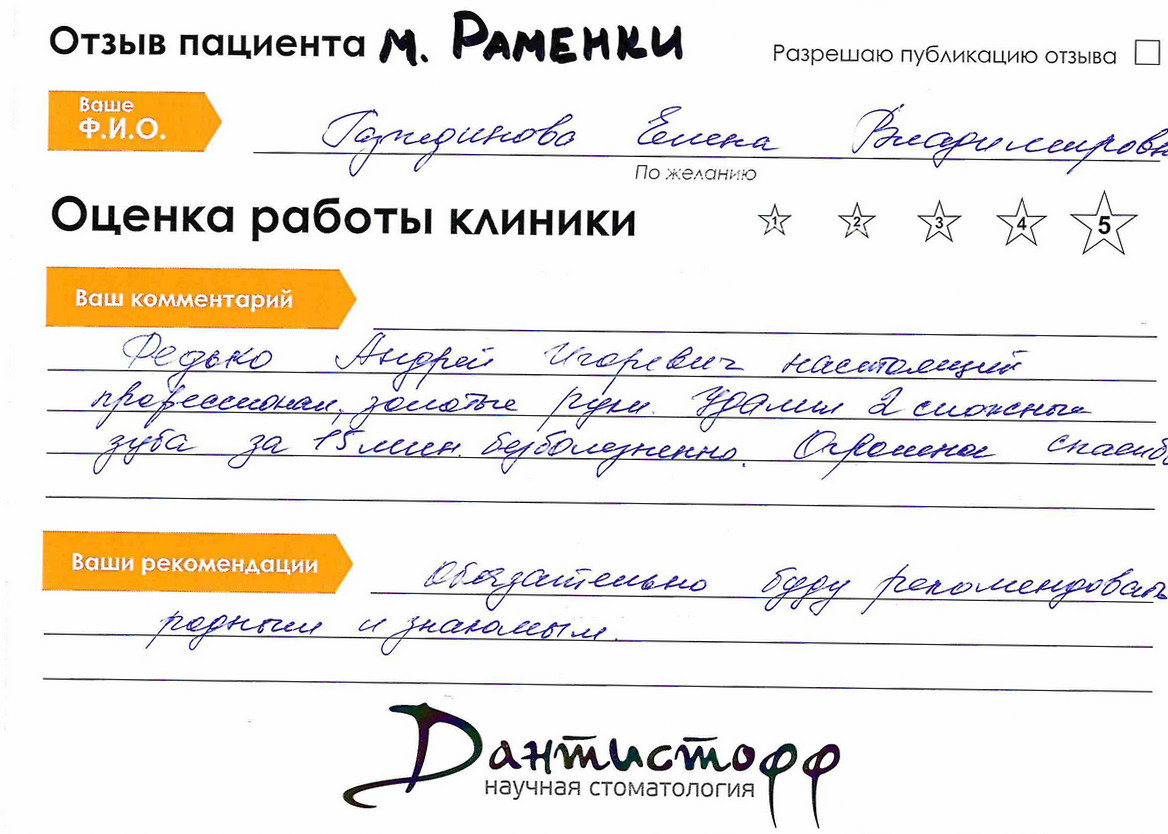 Отзыв пациента м. Раменки
Разрешаю публикацию отзыва
Ваше
Ф.И.О.
Елена Владимировн
По желанию
Оценка работы клиники
1 2 3 4 5
Ваш комментарий
Федько Андрей Игоревич настоящий
профессионал, золотые руки. Удалил 2 сложных
зуба за 15 мин. безболезненно. Огромное спасибо
Ваши рекомендации
Обязательно буду рекомендовать
родным и знакомым.
Дантистофф
научная стоматология